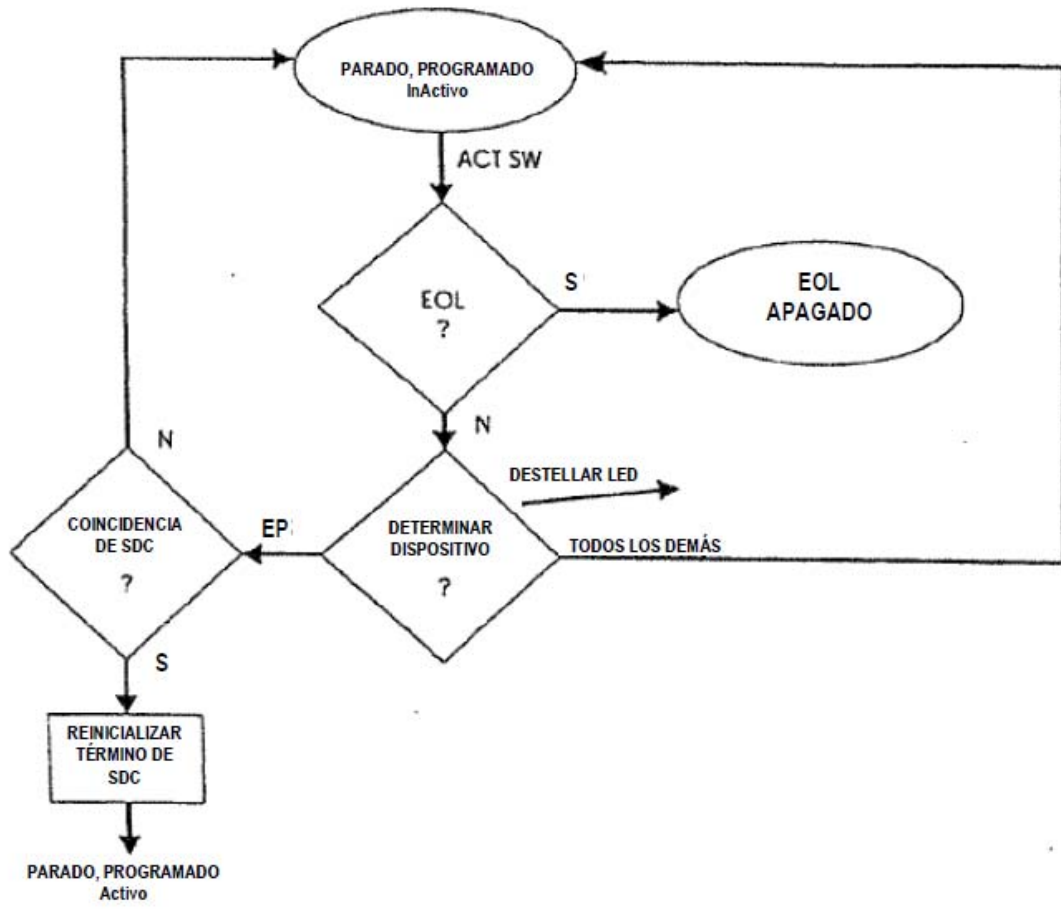 PARADO, PROGRAMADO
InActivo
ACT SW
EOL
?
S
EOL
APAGADO
N
DESTELLAR LED
DETERMINAR
DISPOSITIVO
?
TODOS LOS DEMÁS
EP
N
COINCIDENCIA
DE SDC
?
S
REINICIALIZAR
TÉRMINO DE
SDC
PARADO, PROGRAMADO
Activo